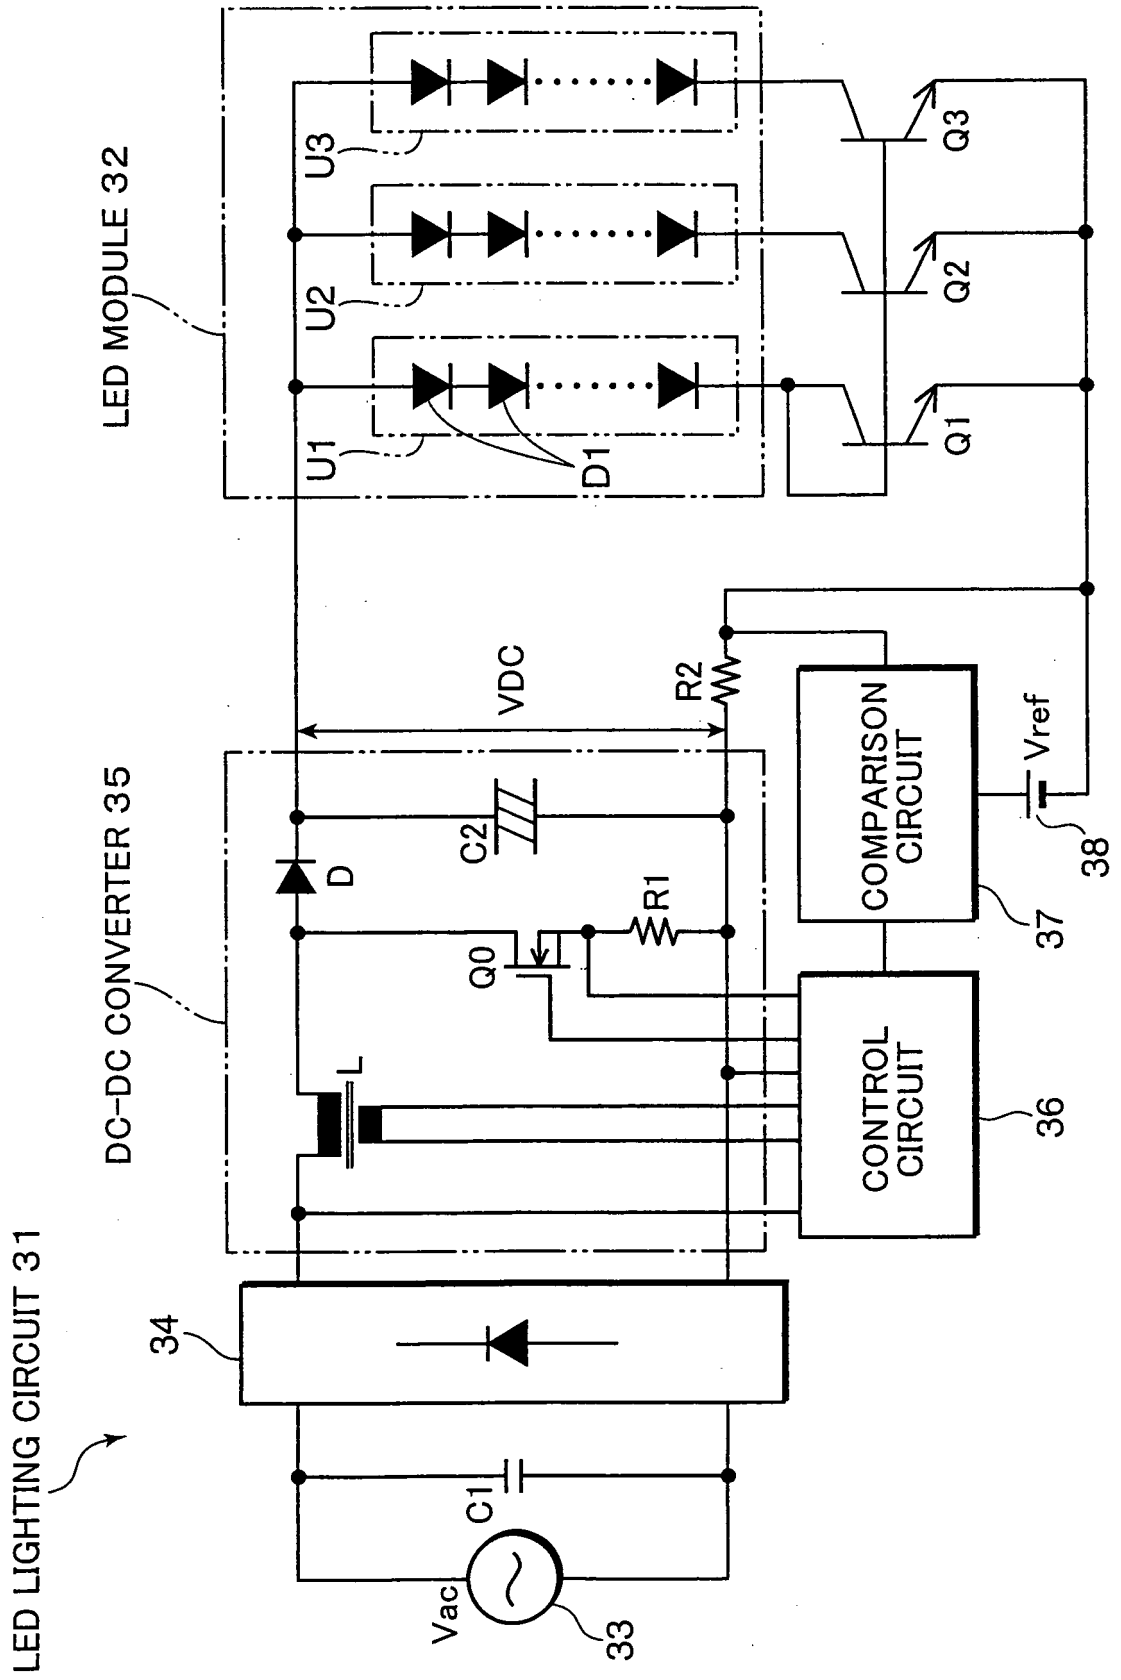 LED LIGHTING CIRCUIT 31
DC-DC CONVERTER 35
LED MODULE 32
34
U1
U2
U3
L
D
VDC
D1
Vac
C1
Q0
C2
R1
R2
33
CONTROL
CIRCUIT
COMPARISON
CIRCUIT
Q1
Q2
Q3
36
37
38
Vref